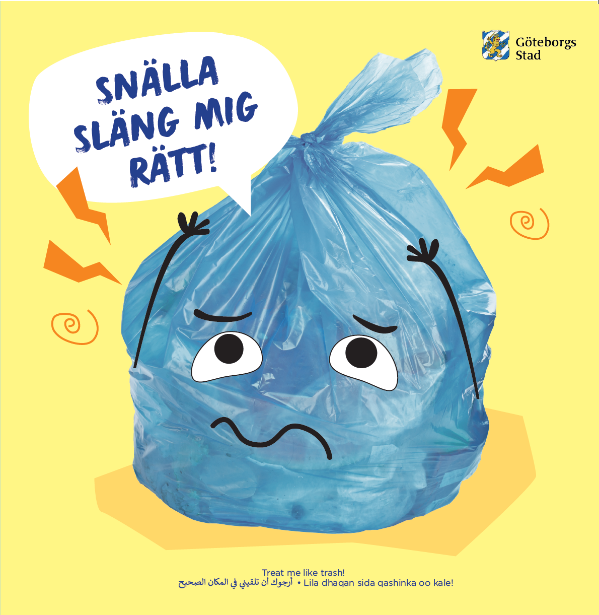 SNÄLLA
SLÄNG MIG
RÄTT!
Göteborgs
Stad
Treat me like trash!
أرجوك أن تلقيني في المكان الصحيح • Lila dhaqan sida qashinka oo kale!